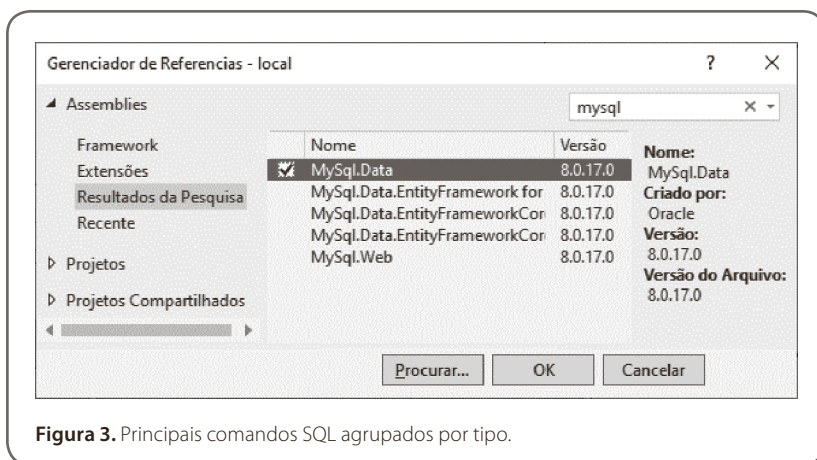 Gerenciador de Referencias - local
? ×
Assemblies
mysql × 
Framework
Extensões
Resultados da Pesquisa
Recente
Projetos
Projetos Compartilhados
Nome Versão
MySql.Data 8.0.17.0
MySql.Data.EntityFramework for 8.0.17.0
MySql.Data.EntityFrameworkCor 8.0.17.0
MySql.Data.EntityFrameworkCor 8.0.17.0
MySql.Web 8.0.17.0
Nome:
MySql.Data
Criado por:
Oracle
Versão:
8.0.17.0
Versão do Arquivo:
8.0.17.0
Procurar... OK Cancelar
Figura 3. Principais comandos SQL agrupados por tipo.